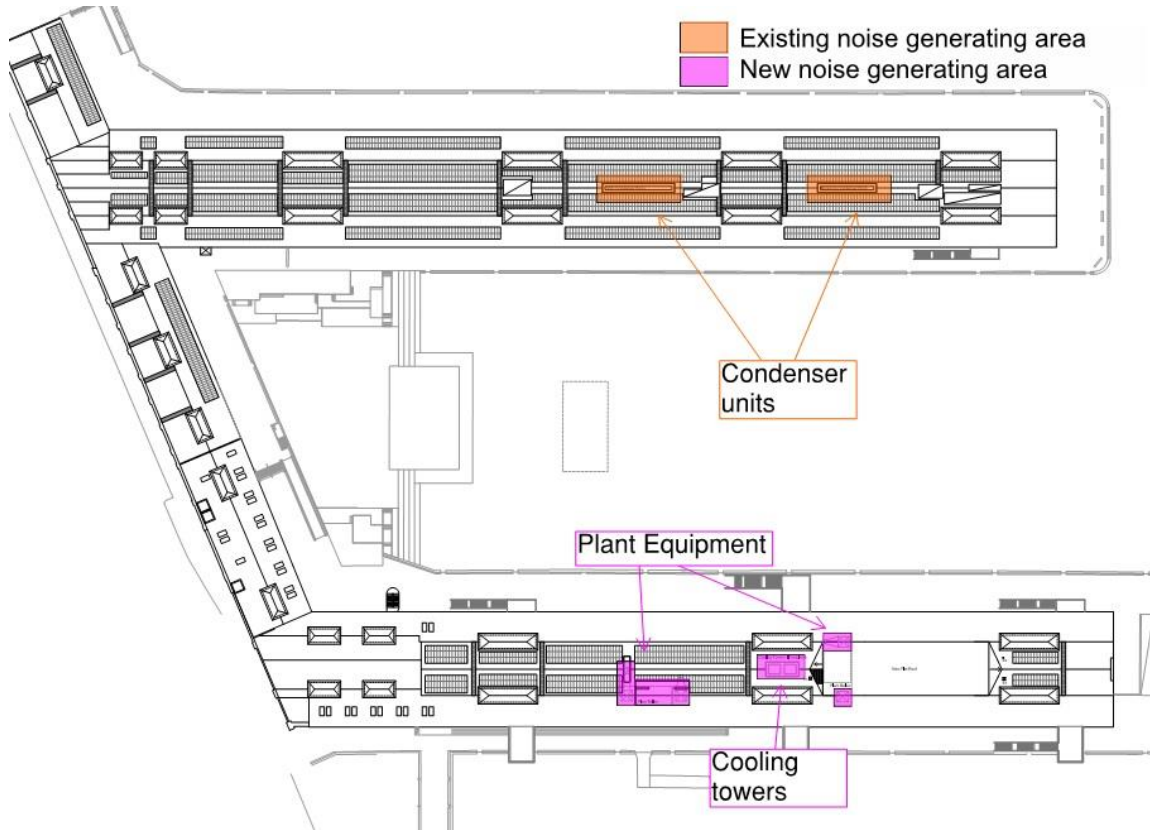 Existing noise generating area
New noise generating area
Condenser
units
Plant Equipment
Cooling
towers